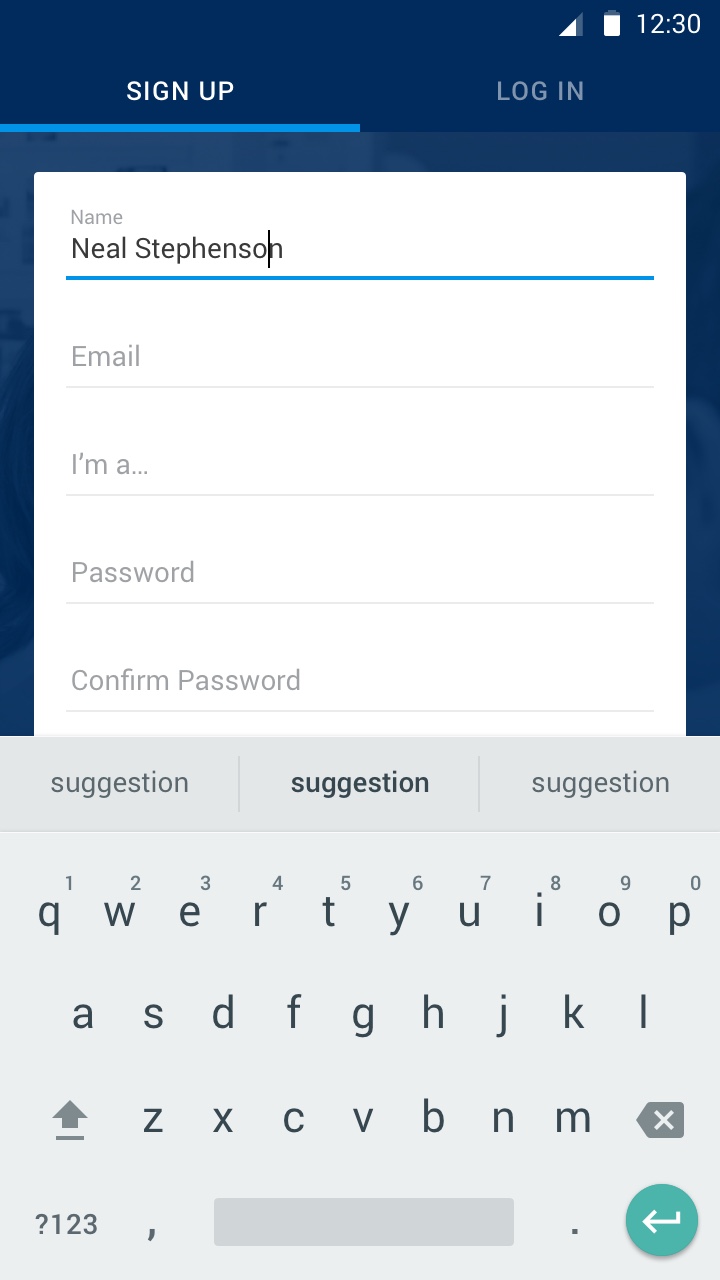 12:30
SIGN UP LOG IN
Name
Neal Stephenson
Email
I’m a…
Password
Confirm Password
suggestion suggestion suggestion
1 2 3 4 5 6 7 8 9 0
q w e r t y u i o p
a s d f g h j k l
z x c v b n m
?123 , .